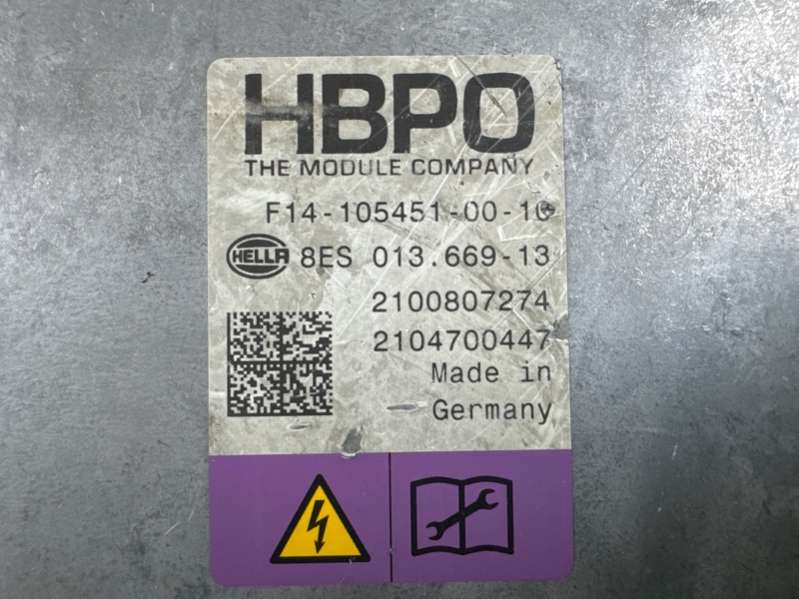 HBPO
THE MODULE COMPANY
F14-105451-00-10
HELLA 8ES 013.669-13
2100807274
2104700447
Made in
Germany